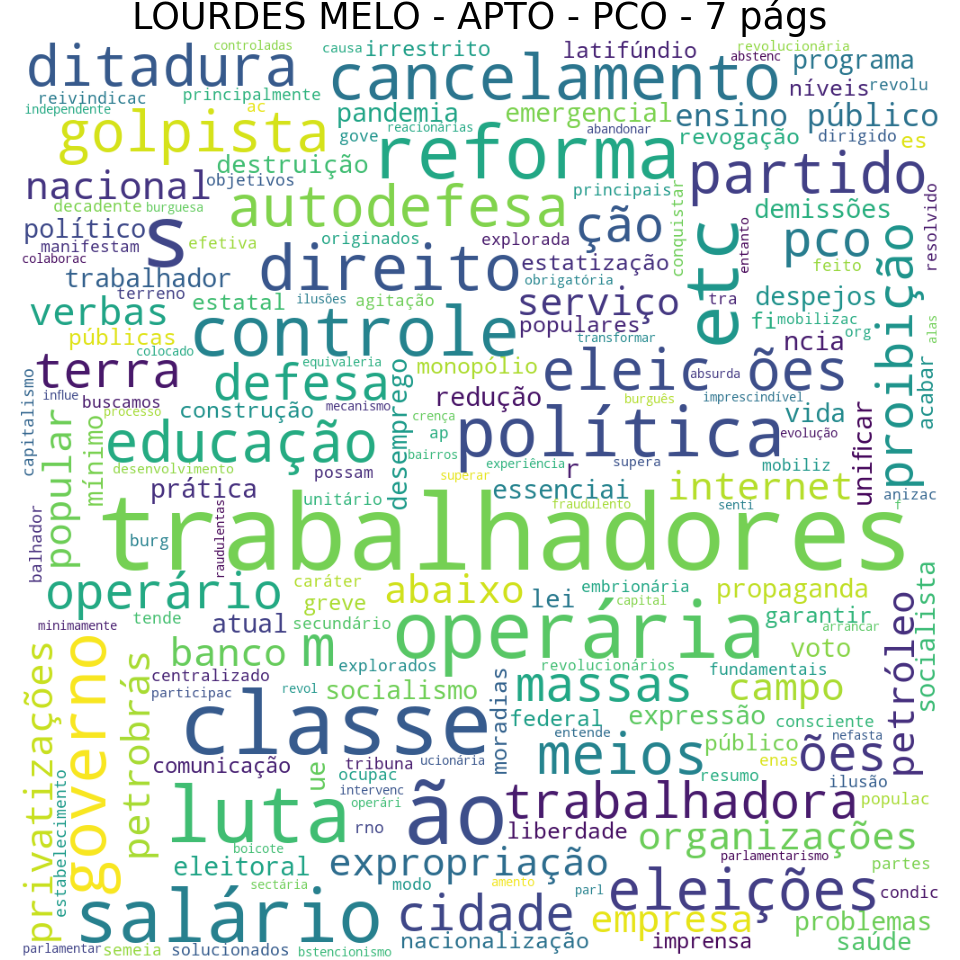 LOURDES MELO - APTO - PCO - 7 págs
controladas
causa
irrestrito
latifúndio
revolucionária
abstenc
programa
ditadura
cancelamento
níveis
revolu
reivindicac
principalmente
independente
ac
pandemia
emergencial
ensino
público
golpista
gove
reacionárias
abandonar
revogação
dirigido
es
reforma
destruição
partido
nacional
objetivos
principais
decadente
burguesa
autodefesa
conquistar
demissões
resolvido
político
s
efetiva
originados
explorada
ção
etc
entanto
pco
proibição
manifestam
colaborac
direito
estatização
feito
trabalhador
obrigatória
terreno
estatal
ilusões
agitação
serviço
tra
despejos
verbas
controle
populares
fi
mobilizac
org
alas
públicas
transformar
ncia
colocado
equivaleria
terra
defesa
desemprego
monopólio
eleic
ões
absurda
acabar
capitalismo
influe
buscamos
processo
construção
mecanismo
redução
burguês
imprescindível
crença
vida
popular
mínimo
educação
ap
política
evolução
unificar
bairros
desenvolvimento
possam
superar
experiência
r
supera
mobiliz
prática
unitário
essenciai
internet
anizac
fraudulento
senti
f
balhador
raudulentas
trabalhadores
burg
operário
caráter
abaixo
embrionária
propaganda
socialista
greve
lei
capital
garantir
arrancar
petróleo
minimamente
tende
atual
secundário
operária
voto
privatizações
governo
petrobrás
banco
m
explorados
revolucionários
fundamentais
centralizado
participac
revol
socialismo
moradias
massas
campo
classe
federal
expressão
consciente
entende
nefasta
comunicação
tribuna
ucionária
meios
público
ões
ue
ocupac
enas
resumo
ilusão
intervenc
estabelecimento
operári
luta
ão
trabalhadora
populac
rno
liberdade
organizações
boicote
eleitoral
expropriação
parlamentarismo
partes
sectária
modo
amento
parl
eleições
condic
salário
cidade
empresa
problemas
parlamentar
semeia
solucionados
bstencionismo
nacionalização
imprensa
saúde